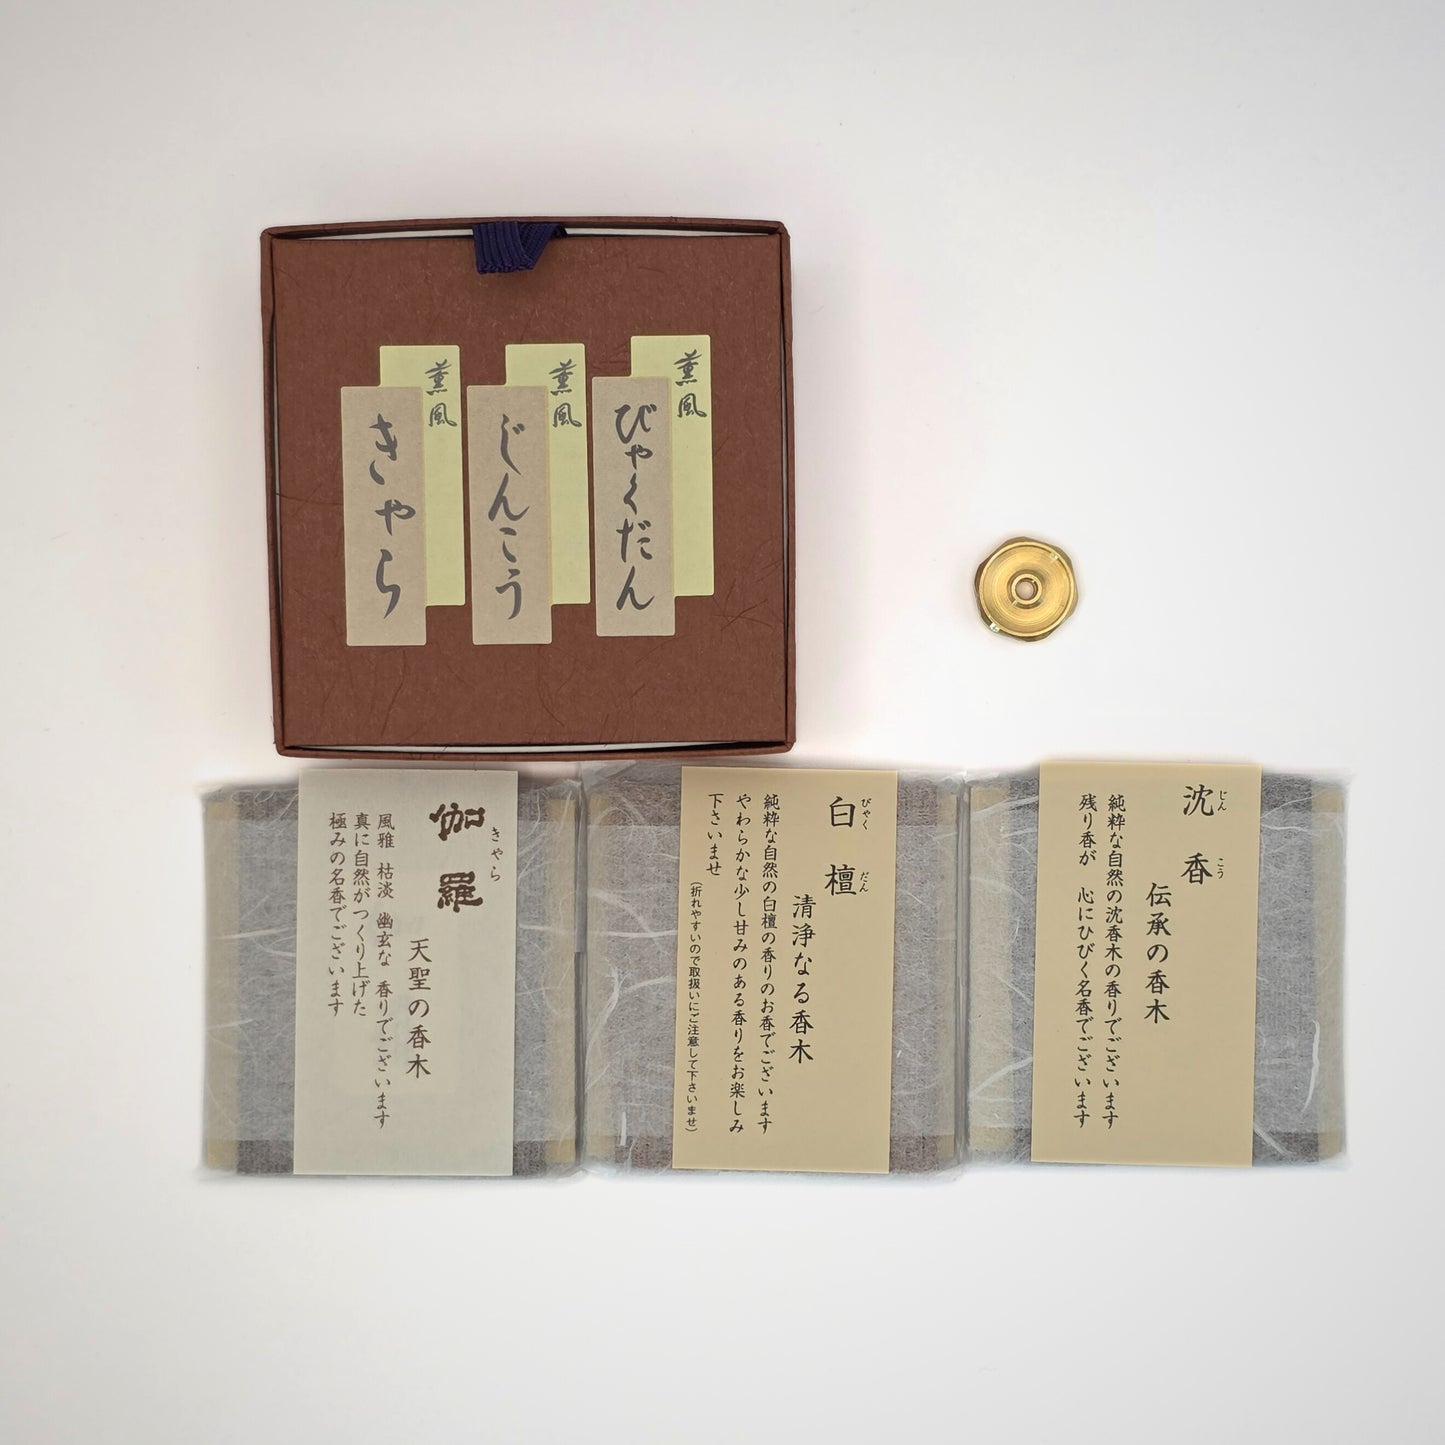 薫風
びゃくだん
薫風
じんこう
薫風
きゃら
伽羅
きゃら
天聖の香木
風雅 枯淡 幽玄な 香りでございます
真に自然がつくり上げた
極みの名香でございます
白檀
びゃくだん
清浄なる香木
純粋な自然の白檀の香りのお香でございます
やわらかな少し甘みのある香りをお楽しみ
下さいませ
(折れやすいので取扱いにご注意して下さいませ)
沈香
じんこう
伝承の香木
純粋な自然の沈香木の香りでございます
残り香が 心にひびく名香でございます